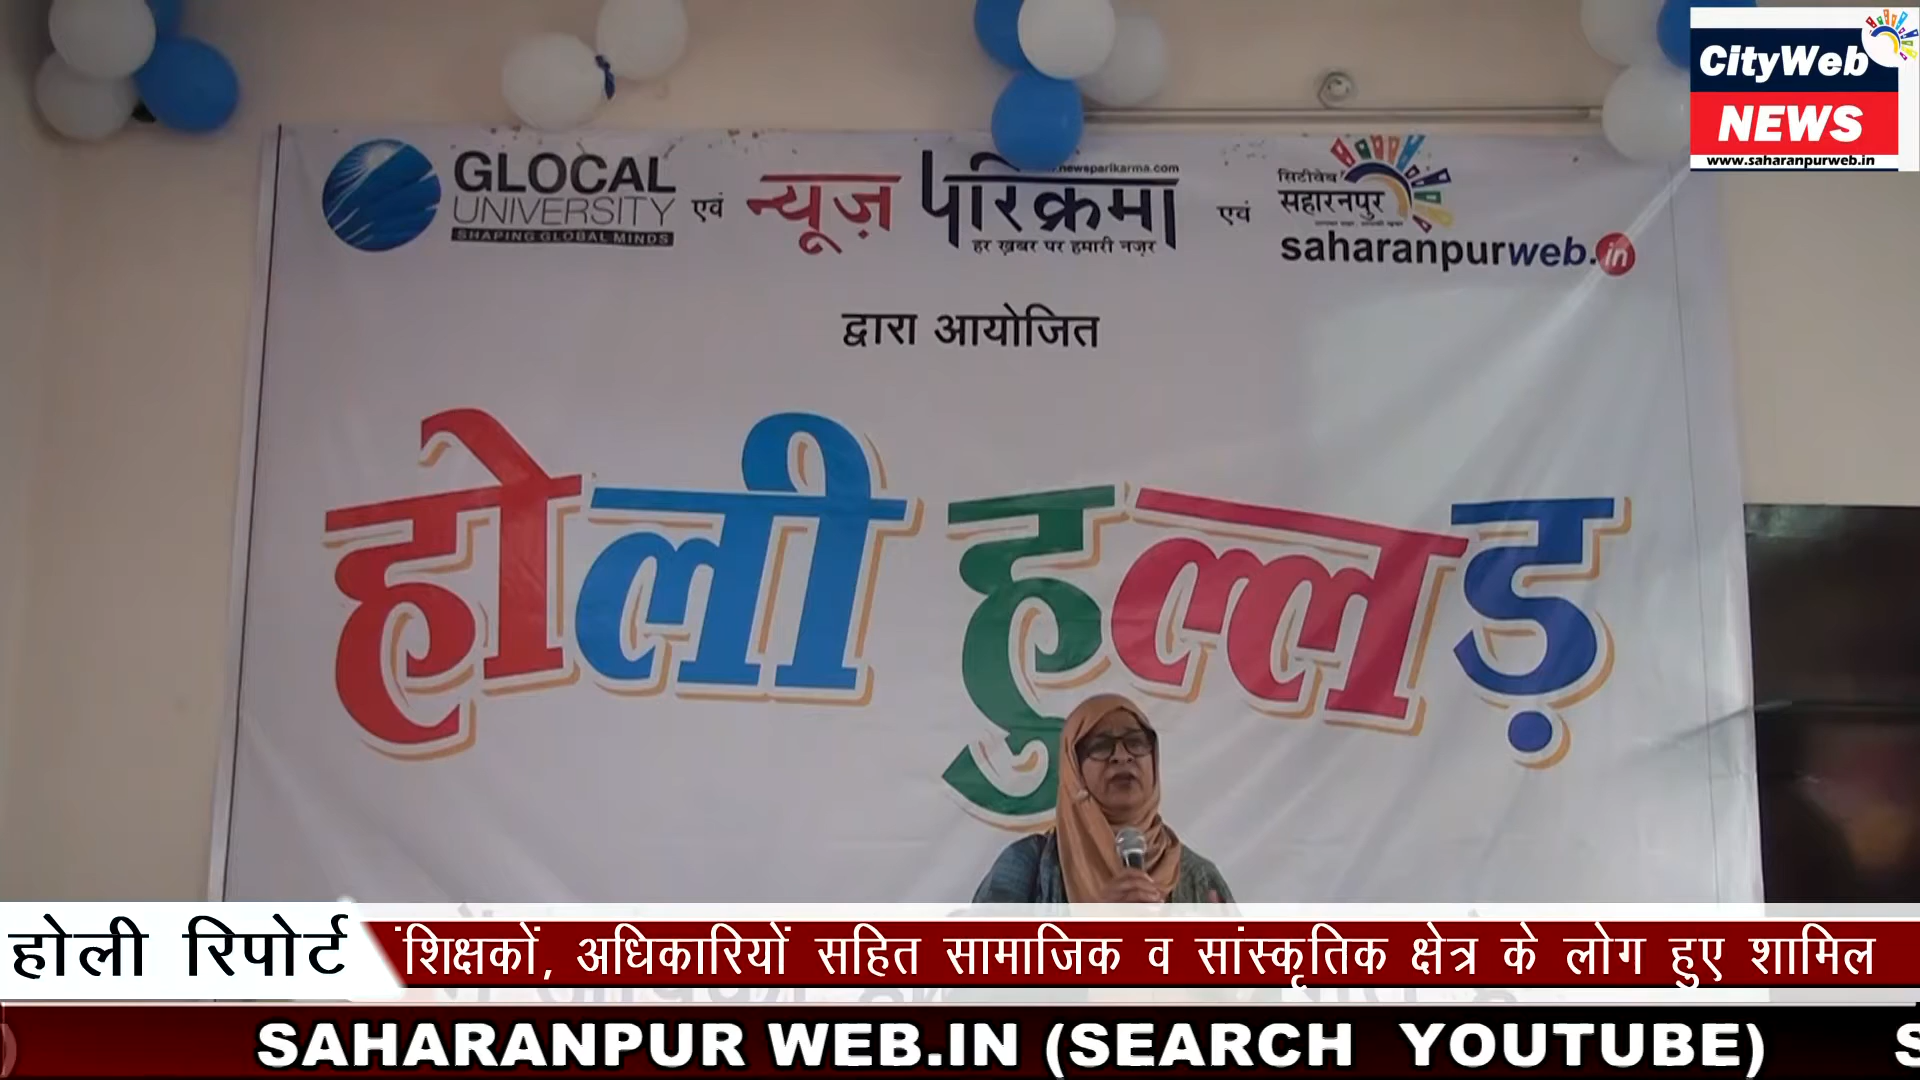 CityWeb
NEWS
www.saharanpurweb.in
GLOCAL
UNIVERSITY
SHAPING GLOBAL MINDS
एवं
न्यूज़ परिक्रमा
newsparikarma.com
हर ख़बर पर हमारी नज़र
एवं
सिटीवेब
सहारनपुर
saharanpurweb.in
द्वारा आयोजित
होली हुल्लड़
होली रिपोर्ट
शिक्षकों, अधिकारियों सहित सामाजिक व सांस्कृतिक क्षेत्र के लोग हुए शामिल
SAHARANPUR WEB.IN (SEARCH YOUTUBE)